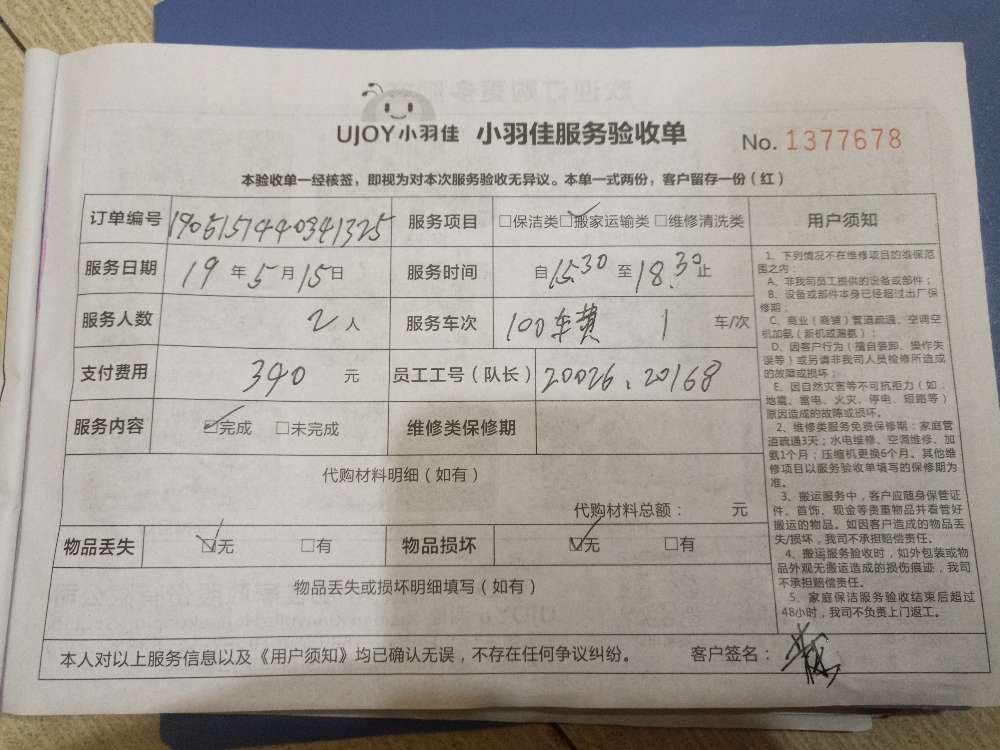 UJOY小羽佳 小羽佳服务验收单 No. 1377678
本验收单一经核签，即视为对本次服务验收无异议。本单一式两份，客户留存一份（红）
订单编号 1906151440341325 服务项目 □保洁类☑搬家运输类 □维修清洗类
服务日期 19 年 5 月 15 日 服务时间 自 15.30 至 18.30 止
服务人数 2 人 服务车次 100车费 1 车/次
支付费用 340 元 员工工号（队长） 20026、20168
服务内容 ☑完成 □未完成 维修类保修期
代购材料明细（如有）
代购材料总额： 元
物品丢失 ☑无 □有 物品损坏 ☑无 □有
物品丢失或损坏明细填写（如有）
本人对以上服务信息以及《用户须知》均已确认无误，不存在任何争议纠纷。 客户签名：
用户须知
1、下列情况不在维修项目的维保范
围之内：
A、非我司员工提供的设备或部件；
B、设备或部件本身已经超过出厂保
修期；
C、商业（商铺）管道疏通、空调空
机加氨（新机或漏氨）；
D、因客户行为（擅自装卸、操作失
误等）或另请非我司人员检修所造成
的故障或损坏；
E、因自然灾害等不可抗拒力（如，
地震、雷电、火灾、停电、短路等）
原因造成的故障或损坏。
2、维修类服务免费保修期：家庭管
道疏通3天；水电维修、空调维修、加
氨1个月；压缩机更换6个月。其他维
修项目以服务验收单填写的保修期为
准。
3、搬运服务中，客户应随身保管证
件、首饰、现金等贵重物品并看管好
搬运的物品。如因客户造成的物品丢
失/损坏，我司不承担赔偿责任。
4、搬运服务验收时，如外包装或物
品外观无搬运造成的损伤痕迹，我司
不承担赔偿责任。
5、家庭保洁服务验收结束后超过
48小时，我司不负责上门返工。